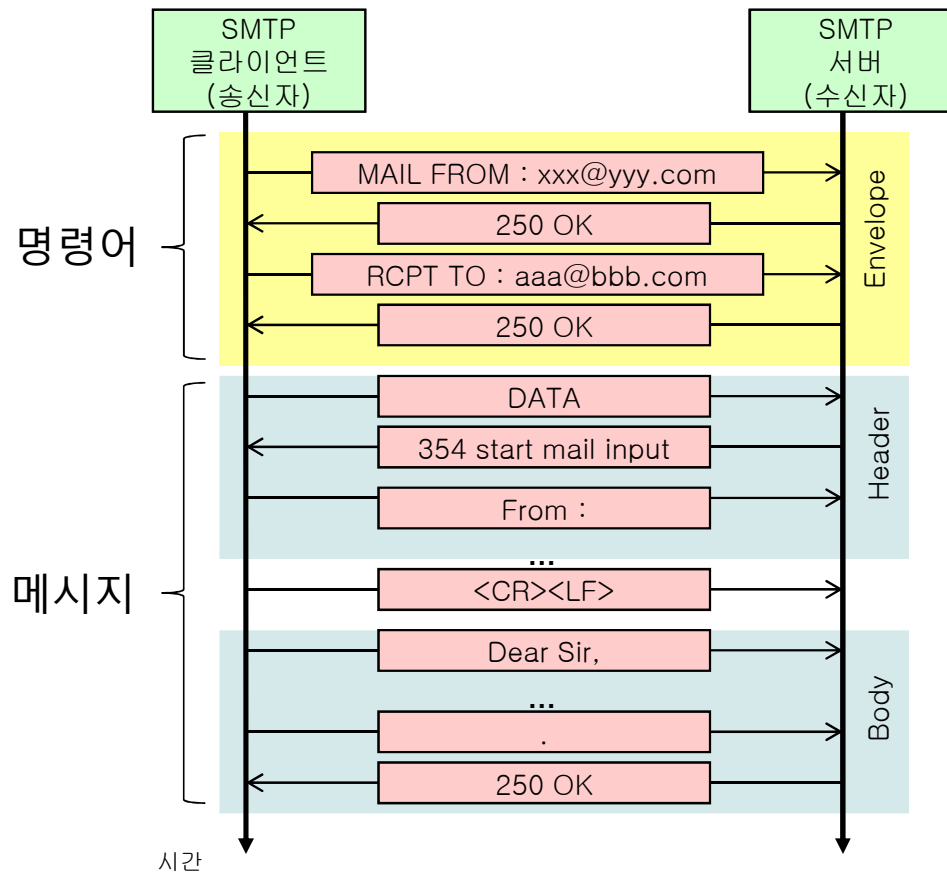 SMTP
클라이언트
(송신자)
SMTP
서버
(수신자)
명령어
MAIL FROM : xxx@yyy.com
250 OK
RCPT TO : aaa@bbb.com
250 OK
Envelope
메시지
DATA
354 start mail input
From :
Header
...
<CR><LF>
Dear Sir,
...
.
250 OK
Body
시간